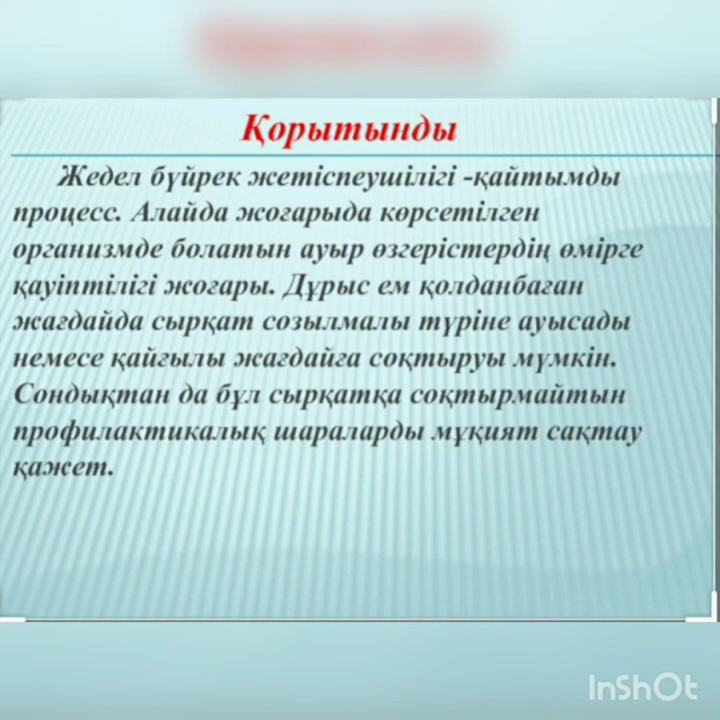 Қорытынды
Жедел бүйрек жетіспеушілігі -қайтымды
процесс. Алайда жоғарыда көрсетілген
организмде болатын ауыр өзгерістердің өмірге
қауіптілігі жоғары. Дұрыс ем қолданбаған
жағдайда сырқат созылмалы түріне ауысады
немесе қайғылы жағдайға соқтыруы мүмкін.
Сондықтан да бұл сырқатқа соқтырмайтын
профилактикалық шараларды мұқият сақтау
қажет.
InShOt